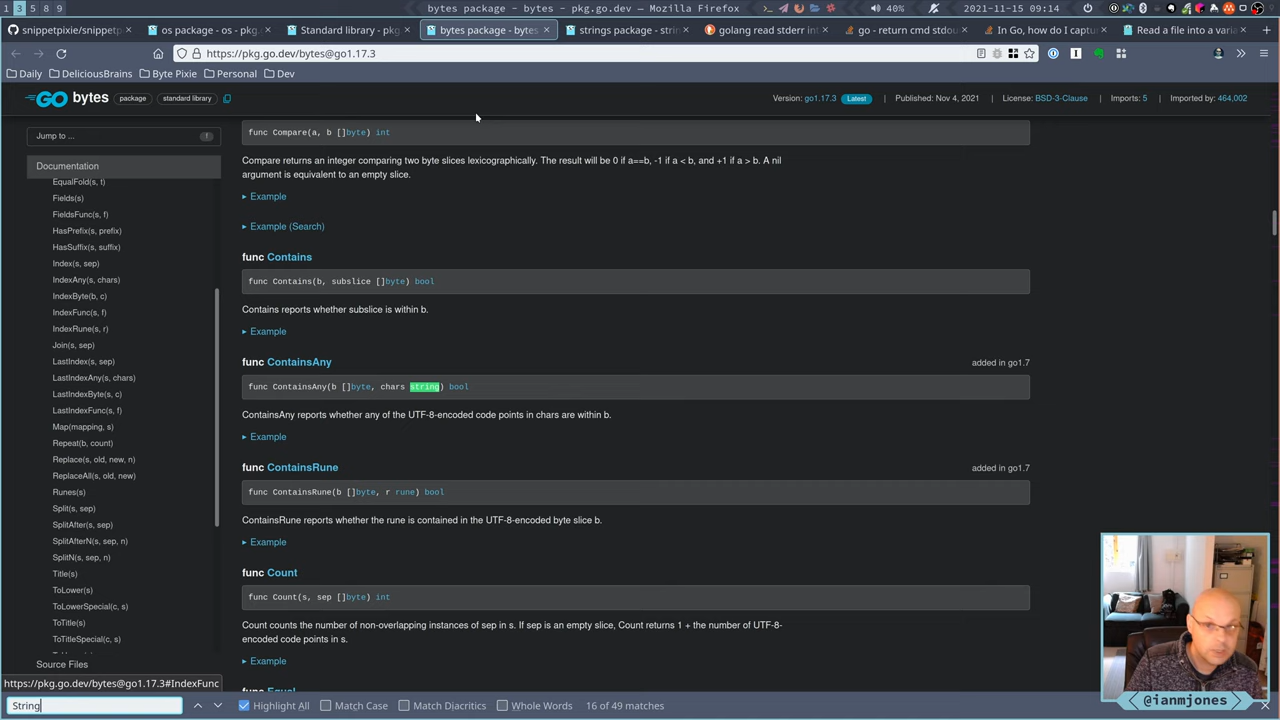 1 3 5 8 9
bytes package - bytes - pkg.go.dev — Mozilla Firefox
40%
2021-11-15 09:14
snippetpixie/snippetpix
os package - os - pkg.go.d
Standard library - pkg.g
bytes package - bytes
strings package - strin
golang read stderr int
go - return cmd stdou
In Go, how do I captur
Read a file into a varia
https://pkg.go.dev/bytes@go1.17.3
Daily
DeliciousBrains
Byte Pixie
Personal
Dev
GO bytes
package
standard library
Version: go1.17.3 Latest
Published: Nov 4, 2021
License: BSD-3-Clause
Imports: 5
Imported by: 464,002
Jump to ...
f
Documentation
EqualFold(s, t)
Fields(s)
FieldsFunc(s, f)
HasPrefix(s, prefix)
HasSuffix(s, suffix)
Index(s, sep)
IndexAny(s, chars)
IndexByte(b, c)
IndexFunc(s, f)
IndexRune(s, r)
Join(s, sep)
LastIndex(s, sep)
LastIndexAny(s, chars)
LastIndexByte(s, c)
LastIndexFunc(s, f)
Map(mapping, s)
Repeat(b, count)
Replace(s, old, new, n)
ReplaceAll(s, old, new)
Runes(s)
Split(s, sep)
SplitAfter(s, sep)
SplitAfterN(s, sep, n)
SplitN(s, sep, n)
Title(s)
ToLower(s)
ToLowerSpecial(c, s)
ToTitle(s)
ToTitleSpecial(c, s)
Source Files
func Compare(a, b []byte) int
Compare returns an integer comparing two byte slices lexicographically. The result will be 0 if a==b, -1 if a < b, and +1 if a > b. A nil
argument is equivalent to an empty slice.
▸ Example
▸ Example (Search)
func Contains
func Contains(b, subslice []byte) bool
Contains reports whether subslice is within b.
▸ Example
func ContainsAny
added in go1.7
func ContainsAny(b []byte, chars string) bool
ContainsAny reports whether any of the UTF-8-encoded code points in chars are within b.
▸ Example
func ContainsRune
added in go1.7
func ContainsRune(b []byte, r rune) bool
ContainsRune reports whether the rune is contained in the UTF-8-encoded byte slice b.
▸ Example
func Count
func Count(s, sep []byte) int
Count counts the number of non-overlapping instances of sep in s. If sep is an empty slice, Count returns 1 + the number of UTF-8-
encoded code points in s.
▸ Example
func Equal
https://pkg.go.dev/bytes@go1.17.3#IndexFunc
String
Highlight All
Match Case
Match Diacritics
Whole Words
16 of 49 matches
@ianmjones